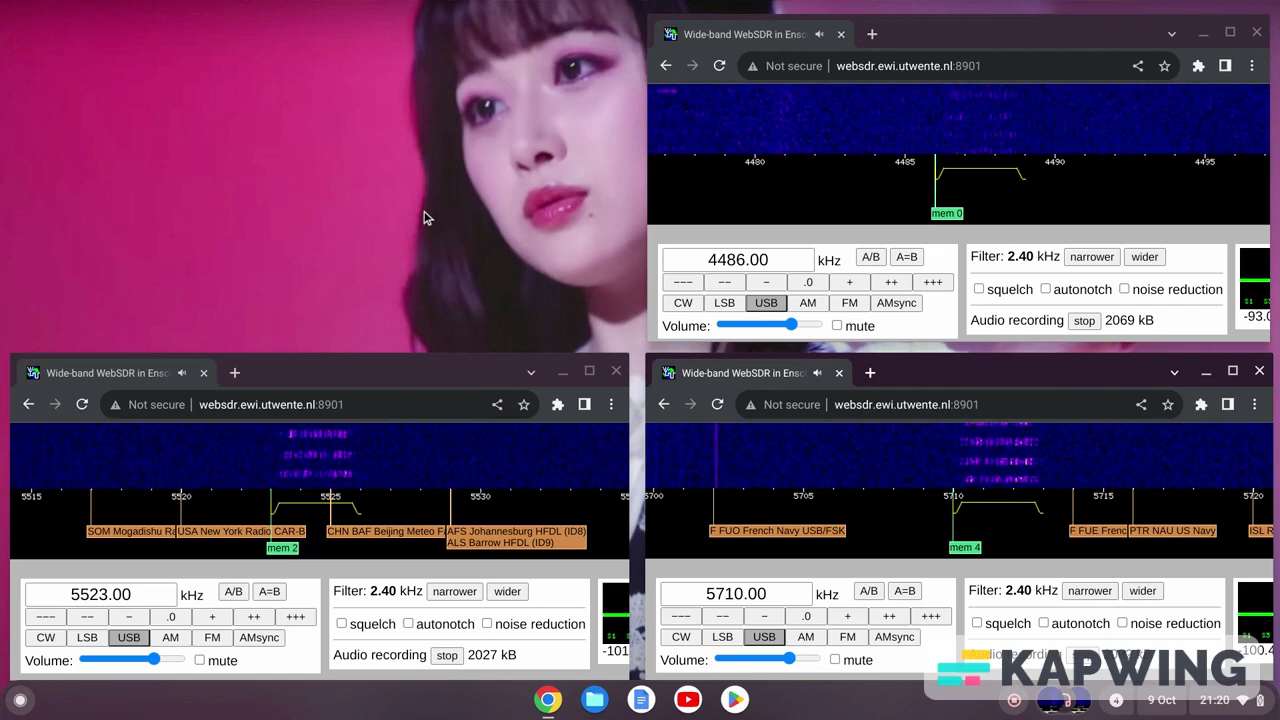 Wide-band WebSDR in Ensc
Not secure websdr.ewi.utwente.nl:8901
4480 4485 4490 4495
mem 0
4486.00 kHz A/B A=B
--- -- - .0 + ++ +++
CW LSB USB AM FM AMsync
Volume: mute
Filter: 2.40 kHz narrower wider
squelch autonotch noise reduction
Audio recording stop 2069 kB
-93.0
Wide-band WebSDR in Ensc
Not secure websdr.ewi.utwente.nl:8901
5515 5520 5525 5530 55
SOM Mogadishu Ra USA New York Radio CAR-B CHN BAF Beijing Meteo F AFS Johannesburg HFDL (ID8)
ALS Barrow HFDL (ID9)
mem 2
5523.00 kHz A/B A=B
--- -- - .0 + ++ +++
CW LSB USB AM FM AMsync
Volume: mute
Filter: 2.40 kHz narrower wider
squelch autonotch noise reduction
Audio recording stop 2027 kB
-101
Wide-band WebSDR in Ensc
Not secure websdr.ewi.utwente.nl:8901
5700 5705 5710 5715 5720
F FUO French Navy USB/FSK F FUE Frenc PTR NAU US Navy ISL R
mem 4
5710.00 kHz A/B A=B
--- -- - .0 + ++ +++
CW LSB USB AM FM AMsync
Volume: mute
Filter: 2.40 kHz narrower wider
squelch autonotch noise reduction
Audio recording
-100.4
KAPWING
4 9 Oct 21:20